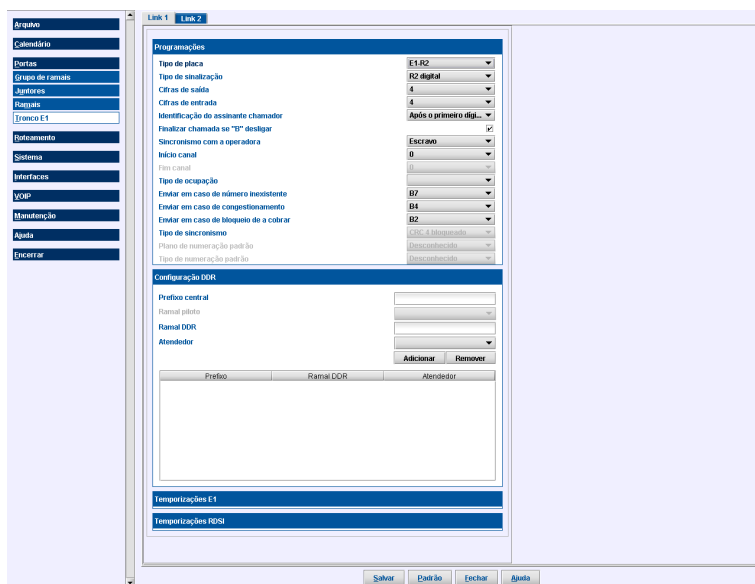 Arquivo
Calendário
Portas
Grupo de ramais
Juntores
Ramais
Tronco E1
Roteamento
Sistema
Interfaces
VOIP
Manutenção
Ajuda
Encerrar
Link 1 Link 2
Programações
Tipo de placa E1-R2
Tipo de sinalização R2 digital
Cifras de saída 4
Cifras de entrada 4
Identificação do assinante chamador Após o primeiro dígi...
Finalizar chamada se "B" desligar
Sincronismo com a operadora Escravo
Início canal 0
Fim canal 0
Tipo de ocupação
Enviar em caso de número inexistente B7
Enviar em caso de congestionamento B4
Enviar em caso de bloqueio de a cobrar B2
Tipo de sincronismo CRC 4 bloqueado
Plano de numeração padrão Desconhecido
Tipo de numeração padrão Desconhecido
Configuração DDR
Prefixo central
Ramal piloto
Ramal DDR
Atendedor
Adicionar Remover
Prefixo Ramal DDR Atendedor
Temporizações E1
Temporizações RDSI
Salvar Padrão Fechar Ajuda